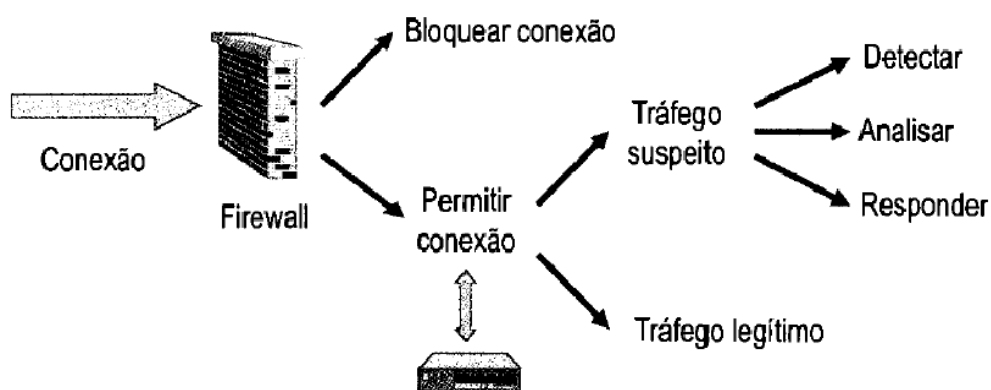 Bloquear conexão
Conexão
Firewall
Permitir
conexão
Tráfego
suspeito
Detectar
Analisar
Responder
Tráfego legítimo